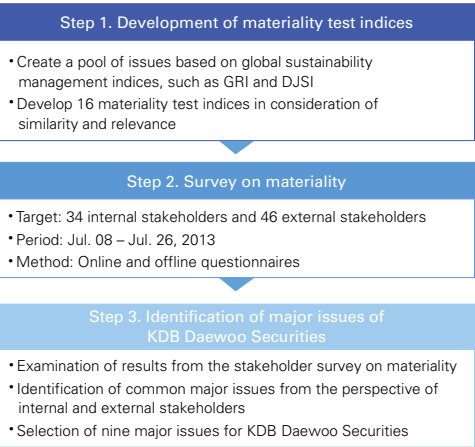 Step 1. Development of materiality test indices
• Create a pool of issues based on global sustainability
management indices, such as GRI and DJSI
• Develop 16 materiality test indices in consideration of
similarity and relevance
Step 2. Survey on materiality
• Target: 34 internal stakeholders and 46 external stakeholders
• Period: Jul. 08 – Jul. 26, 2013
• Method: Online and offline questionnaires
Step 3. Identification of major issues of
KDB Daewoo Securities
• Examination of results from the stakeholder survey on materiality
• Identification of common major issues from the perspective of
internal and external stakeholders
• Selection of nine major issues for KDB Daewoo Securities